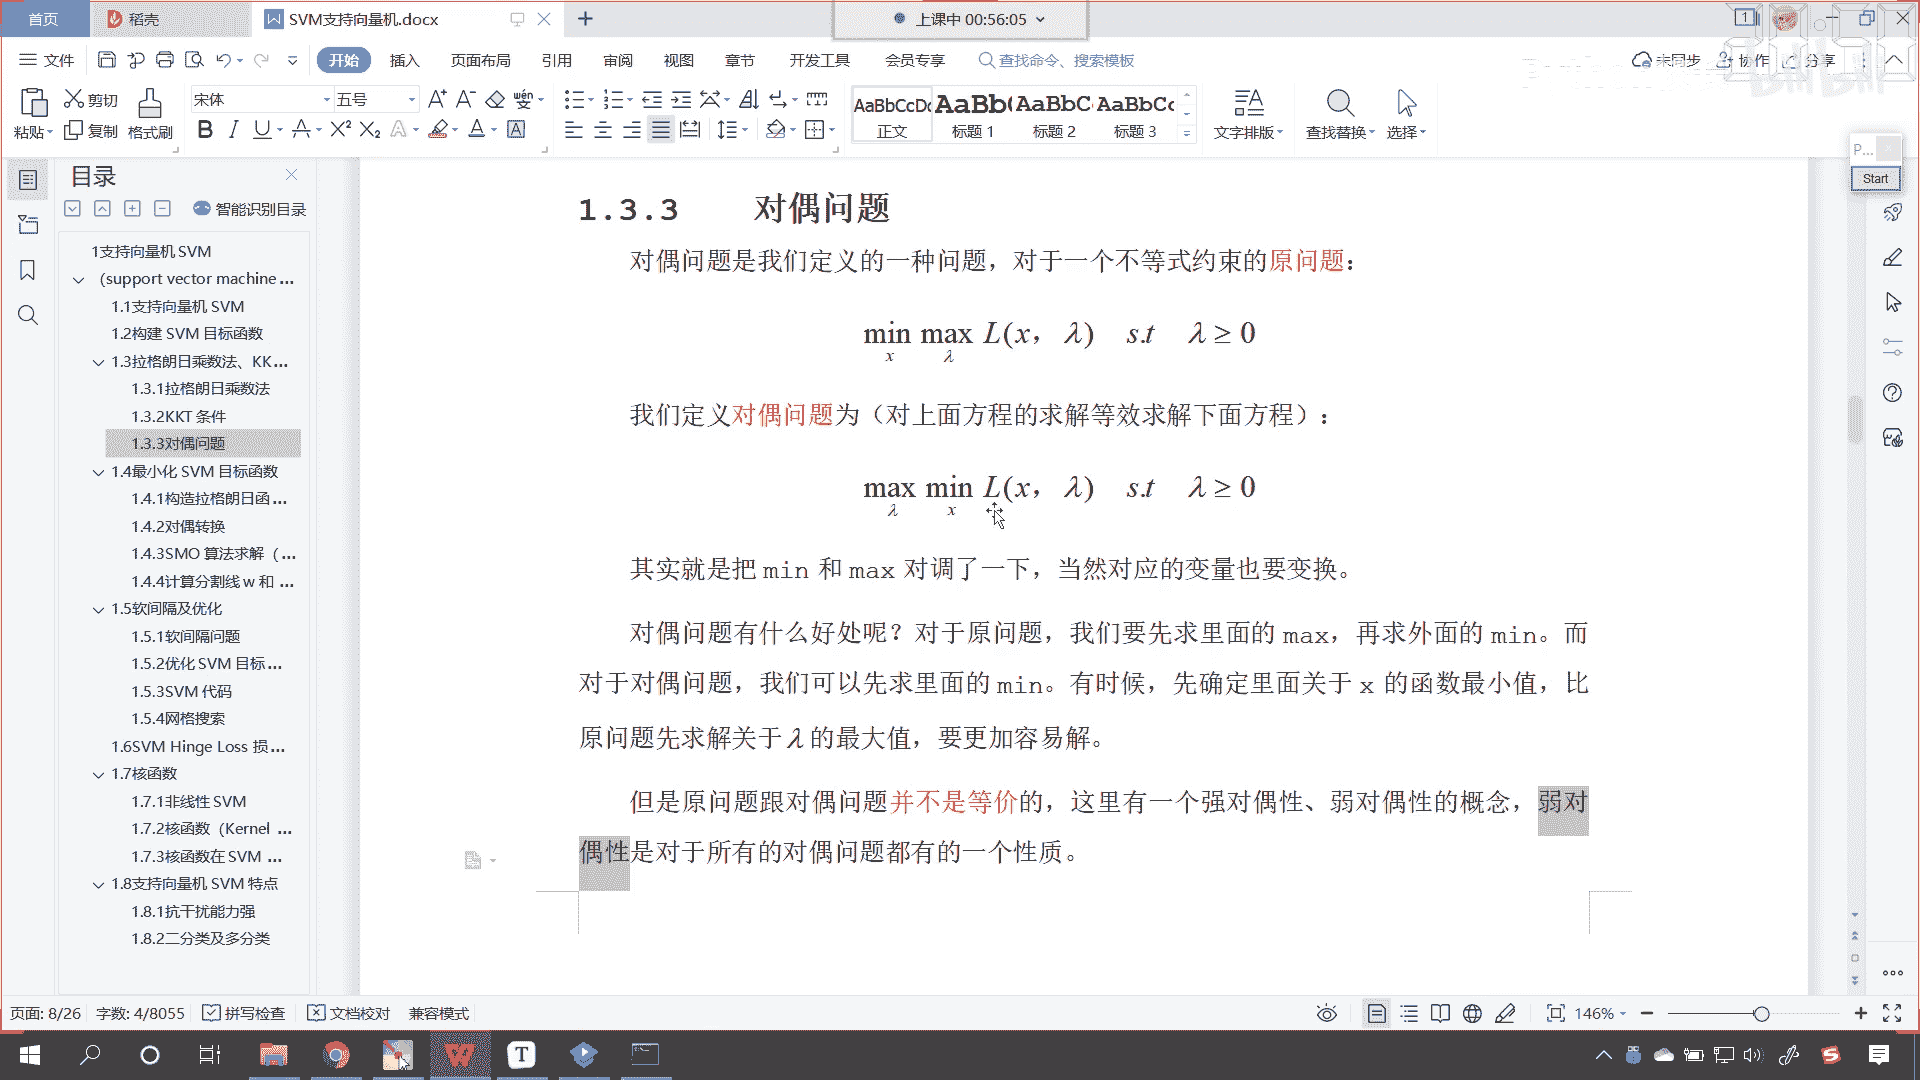 首页
稻壳
SVM支持向量机.docx
上课中 00:56:05
文件
开始
插入
页面布局
引用
审阅
视图
章节
开发工具
会员专享
查找命令、搜索模板
未同步
协作
分享
粘贴
剪切
复制
格式刷
宋体
五号
AaBbCcDc
AaBb(
AaBbC
AaBbCc
正文
标题 1
标题 2
标题 3
文字排版
查找替换
选择
P...
Start
目录
智能识别目录
1支持向量机 SVM
(support vector machine ...
1.1支持向量机 SVM
1.2构建 SVM 目标函数
1.3拉格朗日乘数法、KK...
1.3.1拉格朗日乘数法
1.3.2KKT 条件
1.3.3对偶问题
1.4最小化 SVM 目标函数
1.4.1构造拉格朗日函 ...
1.4.2对偶转换
1.4.3SMO 算法求解（ ...
1.4.4计算分割线 w 和 ...
1.5软间隔及优化
1.5.1软间隔问题
1.5.2优化 SVM 目标 ...
1.5.3SVM 代码
1.5.4网格搜索
1.6SVM Hinge Loss 损 ...
1.7核函数
1.7.1非线性 SVM
1.7.2核函数（Kernel ...
1.7.3核函数在 SVM ...
1.8支持向量机 SVM 特点
1.8.1抗干扰能力强
1.8.2二分类及多分类
1.3.3 对偶问题
对偶问题是我们定义的一种问题，对于一个不等式约束的原问题：
min max L(x，λ) s.t λ ≥ 0
x λ
我们定义对偶问题为（对上面方程的求解等效求解下面方程）：
max min L(x，λ) s.t λ ≥ 0
λ x
其实就是把 min 和 max 对调了一下，当然对应的变量也要变换。
对偶问题有什么好处呢？对于原问题，我们要先求里面的 max，再求外面的 min。而
对于对偶问题，我们可以先求里面的 min。有时候，先确定里面关于 x 的函数最小值，比
原问题先求解关于 λ 的最大值，要更加容易解。
但是原问题跟对偶问题并不是等价的，这里有一个强对偶性、弱对偶性的概念，弱对
偶性是对于所有的对偶问题都有的一个性质。
页面: 8/26
字数: 4/8055
拼写检查
文档校对
兼容模式
146%